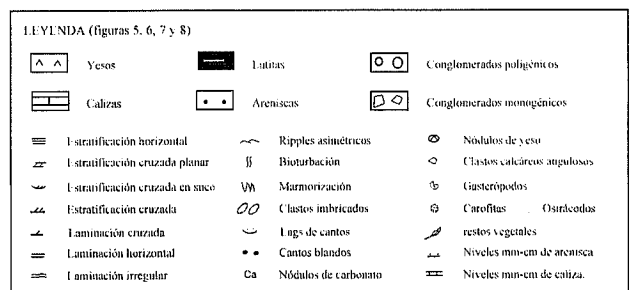 LEYENDA (figuras 5. 6, 7 y 8)
Yesos
Lutitas
Conglomerados poligénicos
Calizas
Areniscas
Conglomerados monogénicos
Estratificación horizontal
Ripples asimétricos
Nódulos de yeso
Estratificación cruzada planar
Bioturbación
Clastos calcáreos angulosos
Estratificación cruzada en surco
Marmorización
Gasterópodos
Estratificación cruzada
Clastos imbricados
Carofitas . Ostrácodos
Laminación cruzada
Lags de cantos
restos vegetales
Laminación horizontal
Cantos blandos
Niveles mm-cm de arenisca
Laminación irregular
Ca Nódulos de carbonato
Niveles mm-cm de caliza.